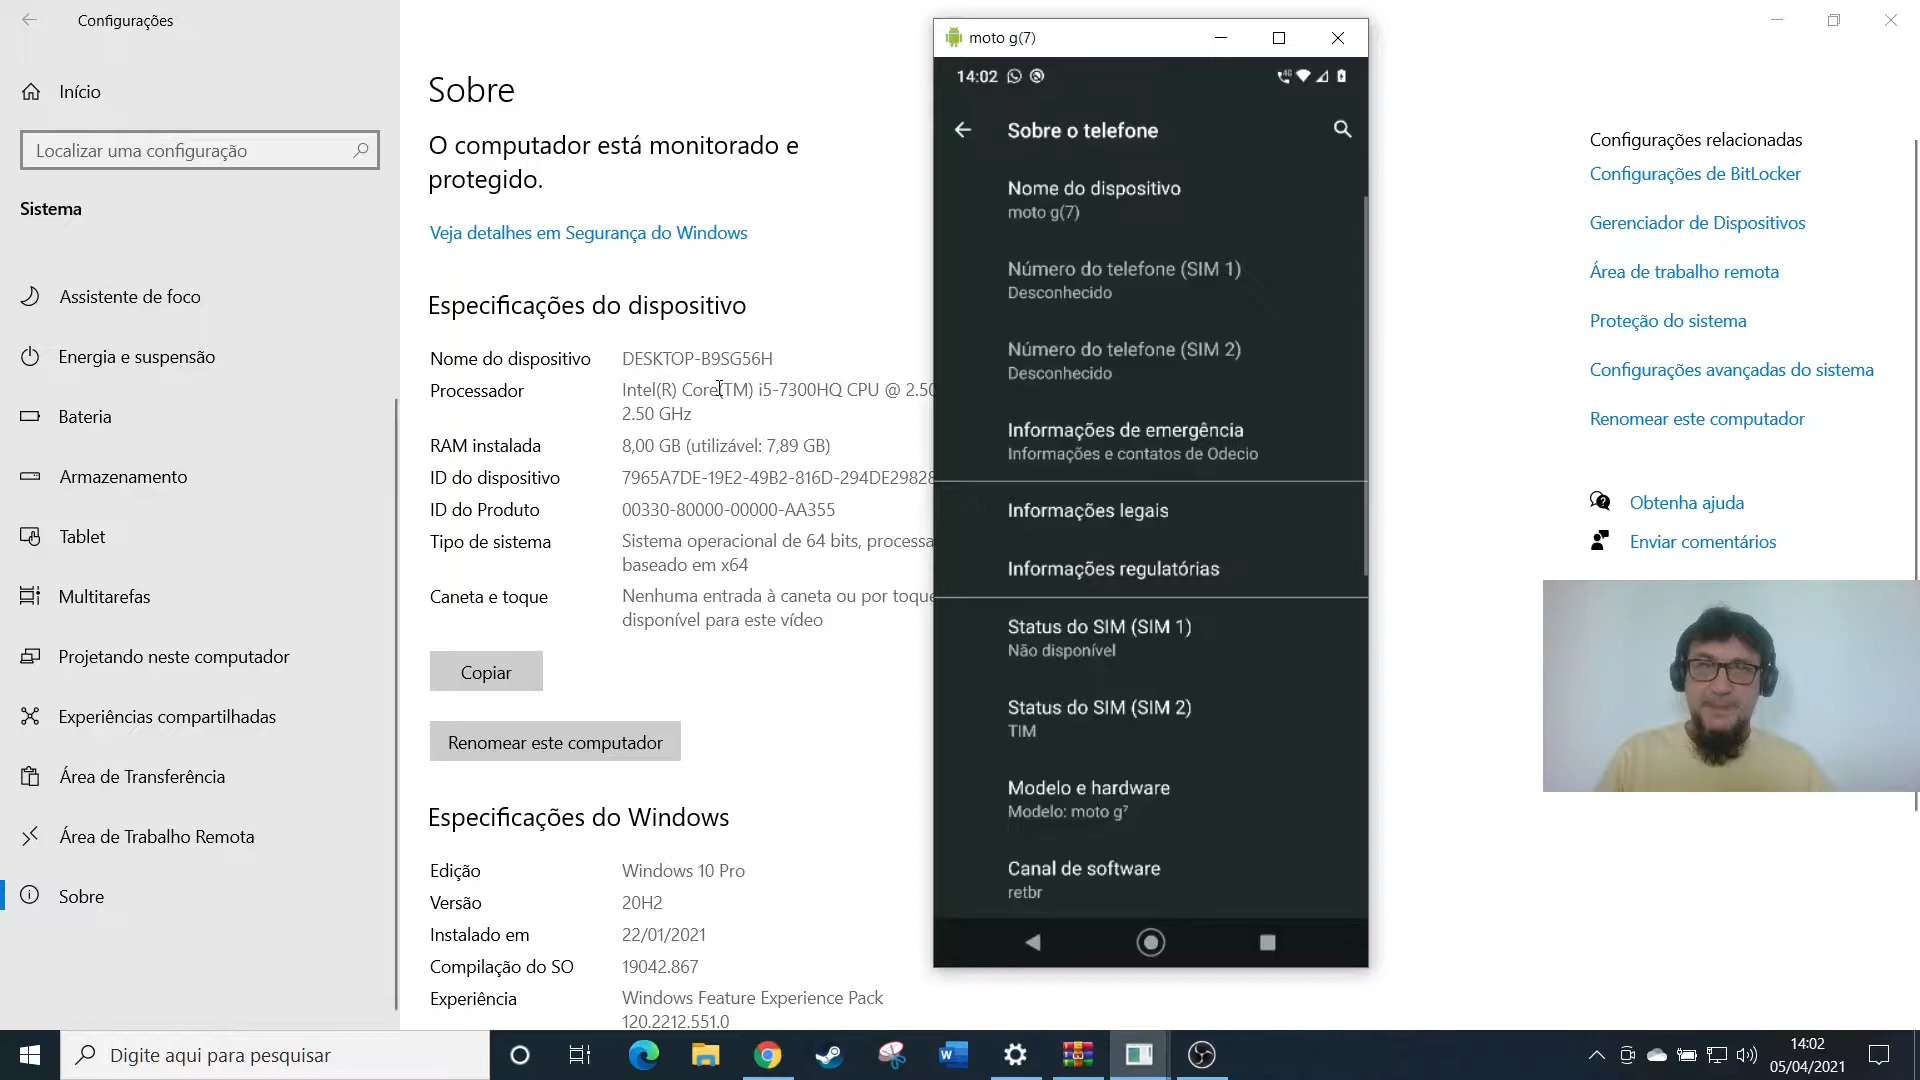 Configurações
Início
Localizar uma configuração
Sistema
Assistente de foco
Energia e suspensão
Bateria
Armazenamento
Tablet
Multitarefas
Projetando neste computador
Experiências compartilhadas
Área de Transferência
Área de Trabalho Remota
Sobre
Sobre
O computador está monitorado e
protegido.
Veja detalhes em Segurança do Windows
Especificações do dispositivo
Nome do dispositivo DESKTOP-B9SG56H
Processador Intel(R) Core(TM) i5-7300HQ CPU @ 2.50
2.50 GHz
RAM instalada 8,00 GB (utilizável: 7,89 GB)
ID do dispositivo 7965A7DE-19E2-49B2-816D-294DE29828
ID do Produto 00330-80000-00000-AA355
Tipo de sistema Sistema operacional de 64 bits, processa
baseado em x64
Caneta e toque Nenhuma entrada à caneta ou por toque
disponível para este vídeo
Copiar
Renomear este computador
Especificações do Windows
Edição Windows 10 Pro
Versão 20H2
Instalado em 22/01/2021
Compilação do SO 19042.867
Experiência Windows Feature Experience Pack
120.2212.551.0
moto g(7)
14:02
Sobre o telefone
Nome do dispositivo
moto g(7)
Número do telefone (SIM 1)
Desconhecido
Número do telefone (SIM 2)
Desconhecido
Informações de emergência
Informações e contatos de Odecio
Informações legais
Informações regulatórias
Status do SIM (SIM 1)
Não disponível
Status do SIM (SIM 2)
TIM
Modelo e hardware
Modelo: moto g⁷
Canal de software
retbr
Configurações relacionadas
Configurações de BitLocker
Gerenciador de Dispositivos
Área de trabalho remota
Proteção do sistema
Configurações avançadas do sistema
Renomear este computador
Obtenha ajuda
Enviar comentários
Digite aqui para pesquisar
14:02
05/04/2021